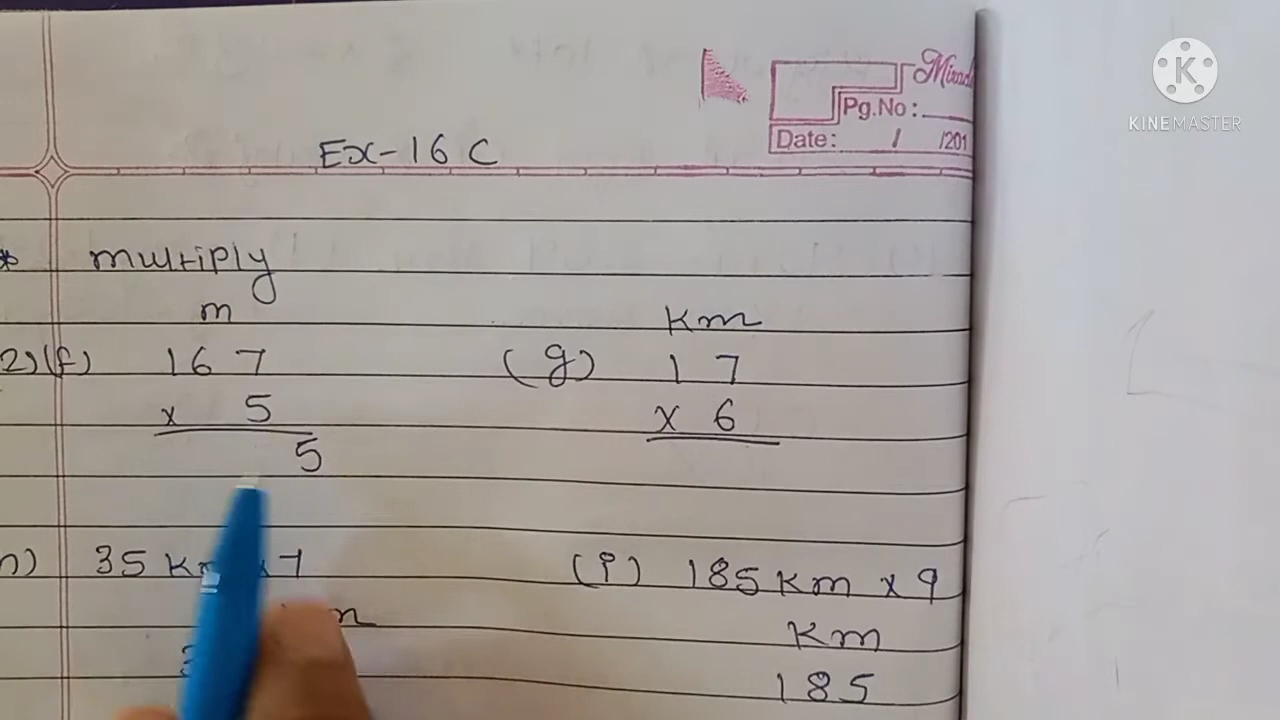 K
KINEMASTER
Pg.No:
Date: / /201
Ex-16 C
multiply
m
2)(f) 167
x 5
5
Km
(g) 17
x 6
35 Km x 7
(i) 185 Km x 9
Km
185